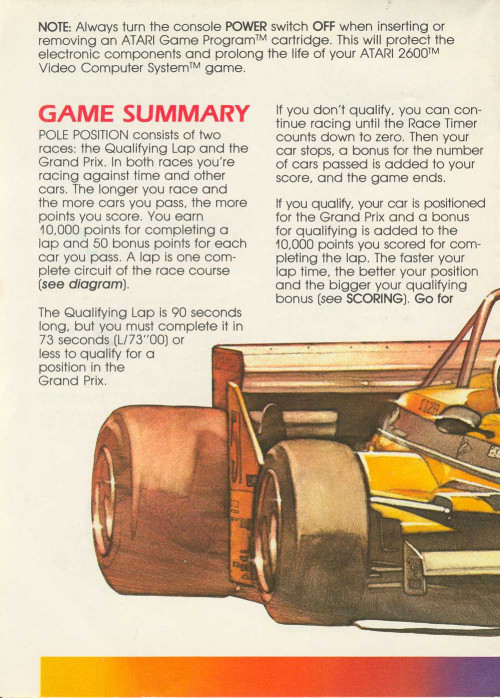 NOTE: Always turn the console POWER switch OFF when inserting or
removing an ATARI Game Program™ cartridge. This will protect the
electronic components and prolong the life of your ATARI 2600™
Video Computer System™ game.
GAME SUMMARY
POLE POSITION consists of two
races: the Qualifying Lap and the
Grand Prix. In both races you're
racing against time and other
cars. The longer you race and
the more cars you pass, the more
points you score. You earn
10,000 points for completing a
lap and 50 bonus points for each
car you pass. A lap is one com-
plete circuit of the race course
(see diagram).
The Qualifying Lap is 90 seconds
long, but you must complete it in
73 seconds (L/73"00) or
less to qualify for a
position in the
Grand Prix.
If you don't qualify, you can con-
tinue racing until the Race Timer
counts down to zero. Then your
car stops, a bonus for the number
of cars passed is added to your
score, and the game ends.
If you qualify, your car is positioned
for the Grand Prix and a bonus
for qualifying is added to the
10,000 points you scored for com-
pleting the lap. The faster your
lap time, the better your position
and the bigger your qualifying
bonus (see SCORING). Go for